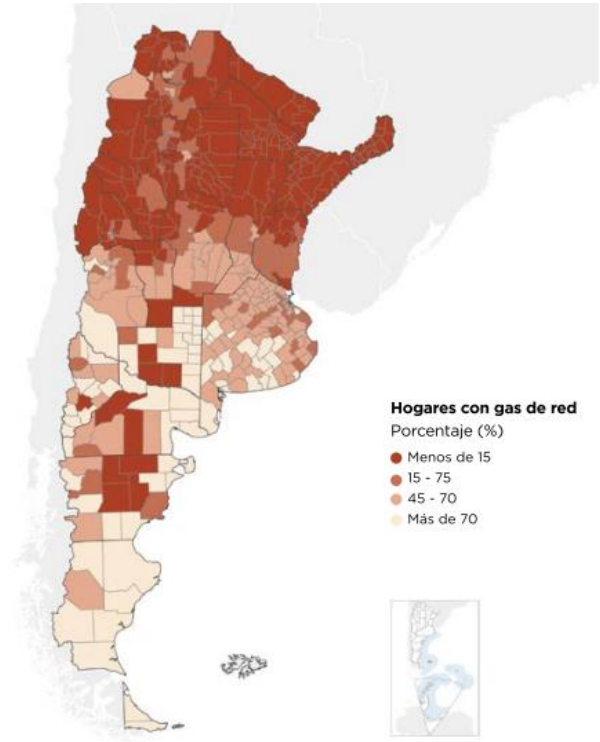 Hogares con gas de red
Porcentaje (%)
Menos de 15
15 - 75
45 - 70
Más de 70